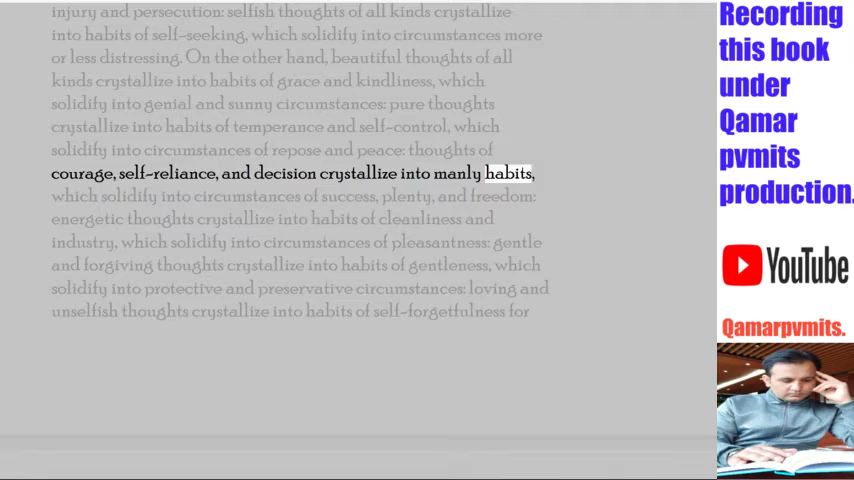 injury and persecution: selfish thoughts of all kinds crystallize
into habits of self-seeking, which solidify into circumstances more
or less distressing. On the other hand, beautiful thoughts of all
kinds crystallize into habits of grace and kindliness, which
solidify into genial and sunny circumstances: pure thoughts
crystallize into habits of temperance and self-control, which
solidify into circumstances of repose and peace: thoughts of
courage, self-reliance, and decision crystallize into manly habits,
which solidify into circumstances of success, plenty, and freedom:
energetic thoughts crystallize into habits of cleanliness and
industry, which solidify into circumstances of pleasantness: gentle
and forgiving thoughts crystallize into habits of gentleness, which
solidify into protective and preservative circumstances: loving and
unselfish thoughts crystallize into habits of self-forgetfulness for
Recording
this book
under
Qamar
pvmits
production.
YouTube
Qamarpvmits.